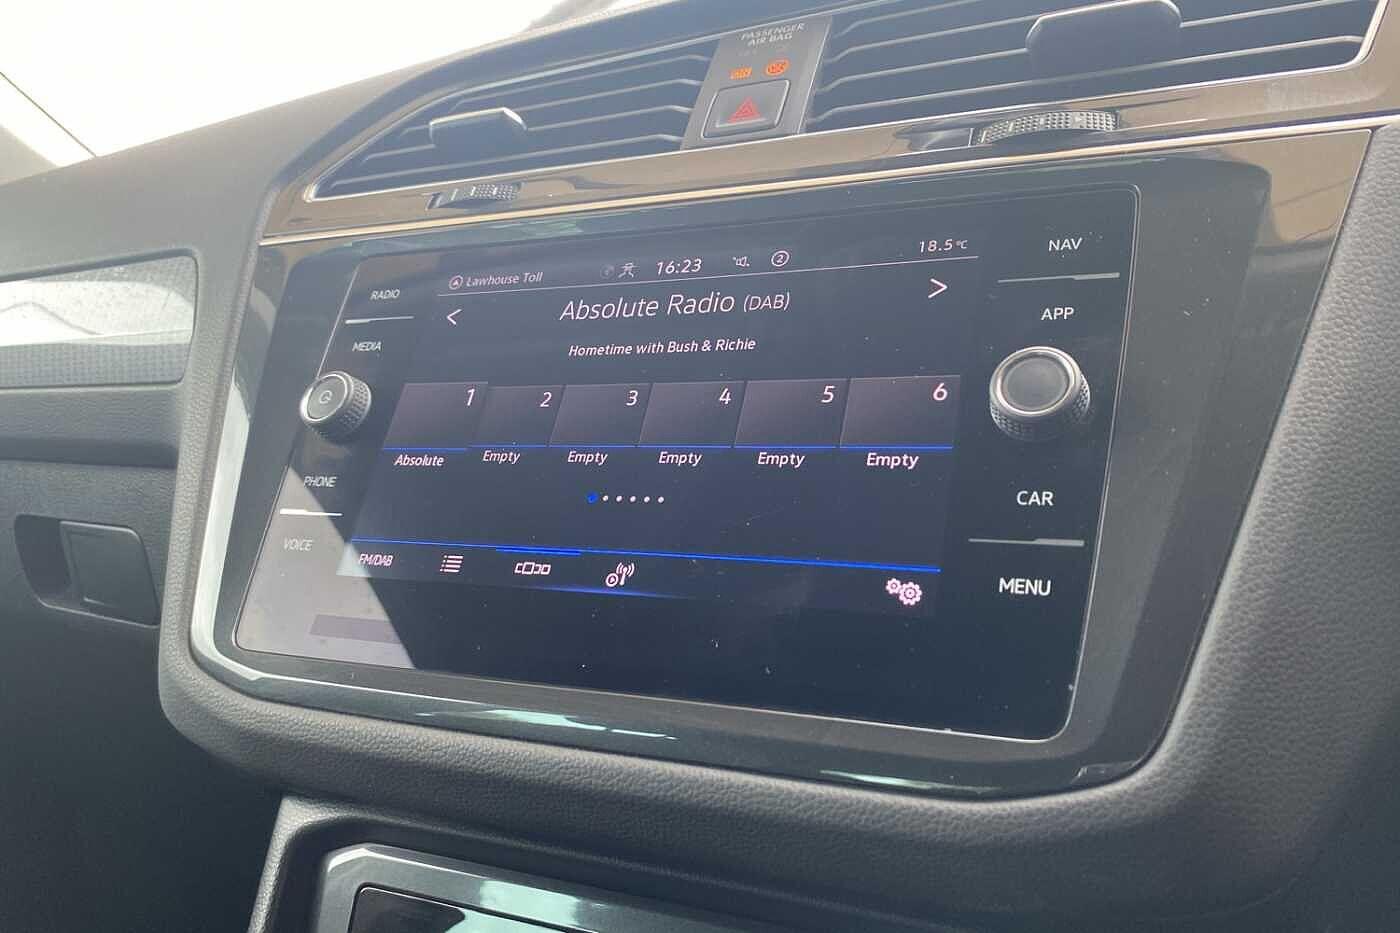 PASSENGER
AIR BAG
Lawhouse Toll
16:23
2
18.5°C
NAV
RADIO
Absolute Radio (DAB)
APP
MEDIA
Hometime with Bush & Richie
1
2
3
4
5
6
Absolute
Empty
Empty
Empty
Empty
Empty
PHONE
CAR
VOICE
FM/DAB
MENU